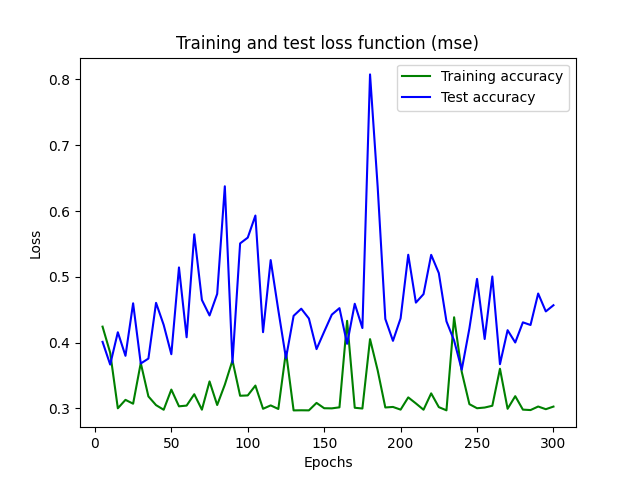 Training and test loss function (mse)
Training accuracy
Test accuracy
0.8
0.7
0.6
0.5
0.4
0.3
Loss
0 50 100 150 200 250 300
Epochs